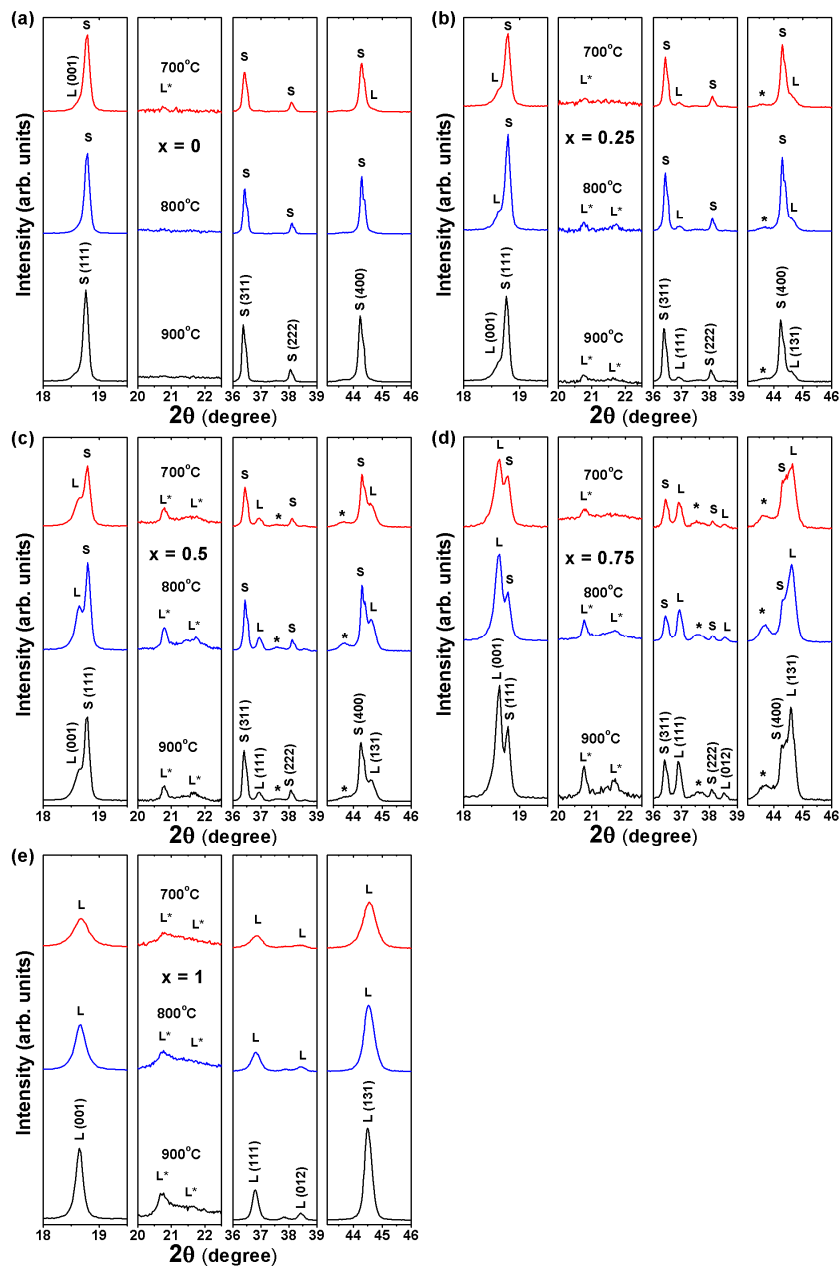 (a)
Intensity (arb. units)
S
L (001)
700°C
L*
S
S
S
L
x = 0
S
800°C
S
S
S
S (111)
900°C
S (311)
S (222)
S (400)
18 19 20 21 22 36 37 38 39 44 45 46
2θ (degree)
(b)
Intensity (arb. units)
S
L
700°C
L*
S
L
S
S
L
*
x = 0.25
S
L
800°C
L* L*
S
L
S
S
L
*
L (001)
S (111)
900°C
L* L*
S (311)
L (111)
S (222)
S (400)
L (131)
*
18 19 20 21 22 36 37 38 39 44 45 46
2θ (degree)
(c)
Intensity (arb. units)
L
S
700°C
L* L*
S
L
*
S
*
S
L
x = 0.5
L
S
800°C
L* L*
S
L
*
S
*
S
L
L (001)
S (111)
900°C
L* L*
S (311)
L (111)
*
S (222)
*
S (400)
L (131)
18 19 20 21 22 36 37 38 39 44 45 46
2θ (degree)
(d)
Intensity (arb. units)
L
S
700°C
L*
S
L
*
S
L
*
S
L
x = 0.75
L
S
800°C
L* L*
S
L
*
S
L
*
S
L
L (001)
S (111)
900°C
L* L*
S (311)
L (111)
*
S (222)
L (012)
*
S (400)
L (131)
18 19 20 21 22 36 37 38 39 44 45 46
2θ (degree)
(e)
Intensity (arb. units)
L
700°C
L* L*
L
L
L
x = 1
L
800°C
L* L*
L
L
L
L (001)
900°C
L* L*
L (111)
L (012)
L (131)
18 19 20 21 22 36 37 38 39 44 45 46
2θ (degree)